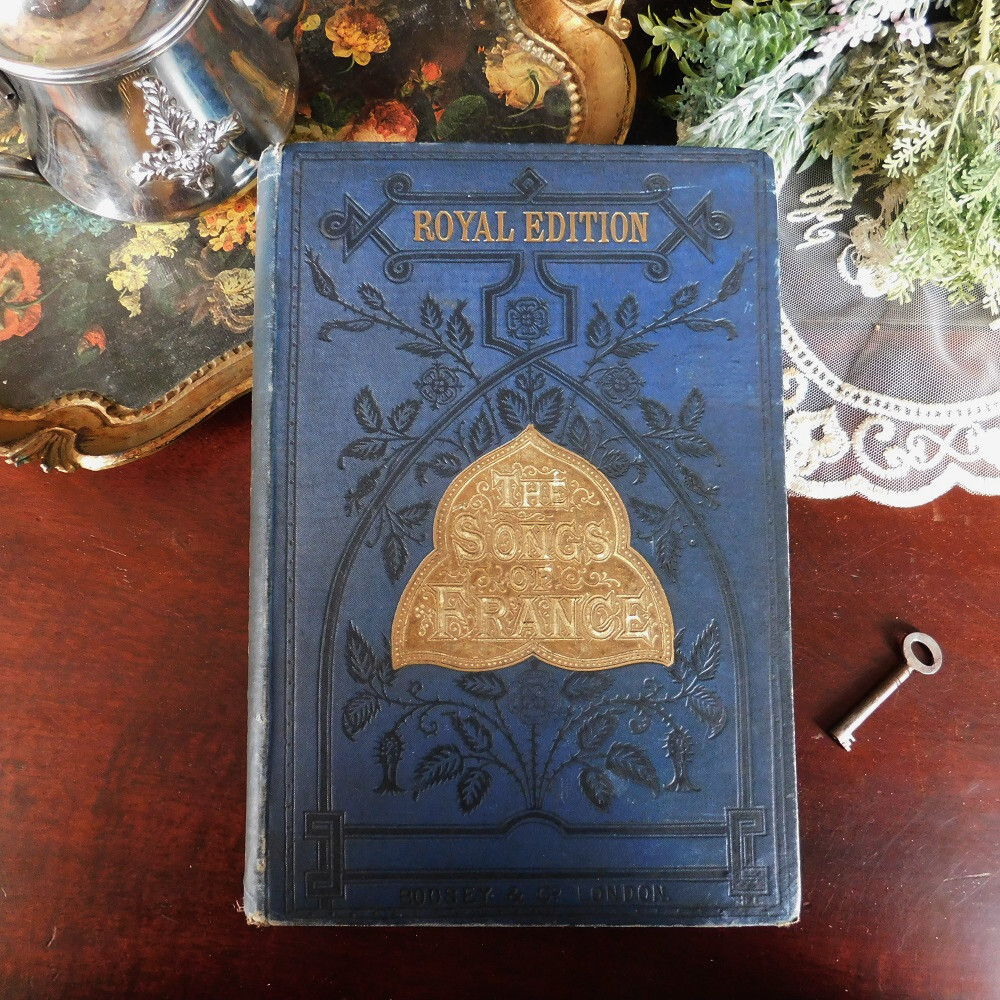 ROYAL EDITION
THE
SONGS
OF
FRANCE
BOOSEY & Co LONDON.